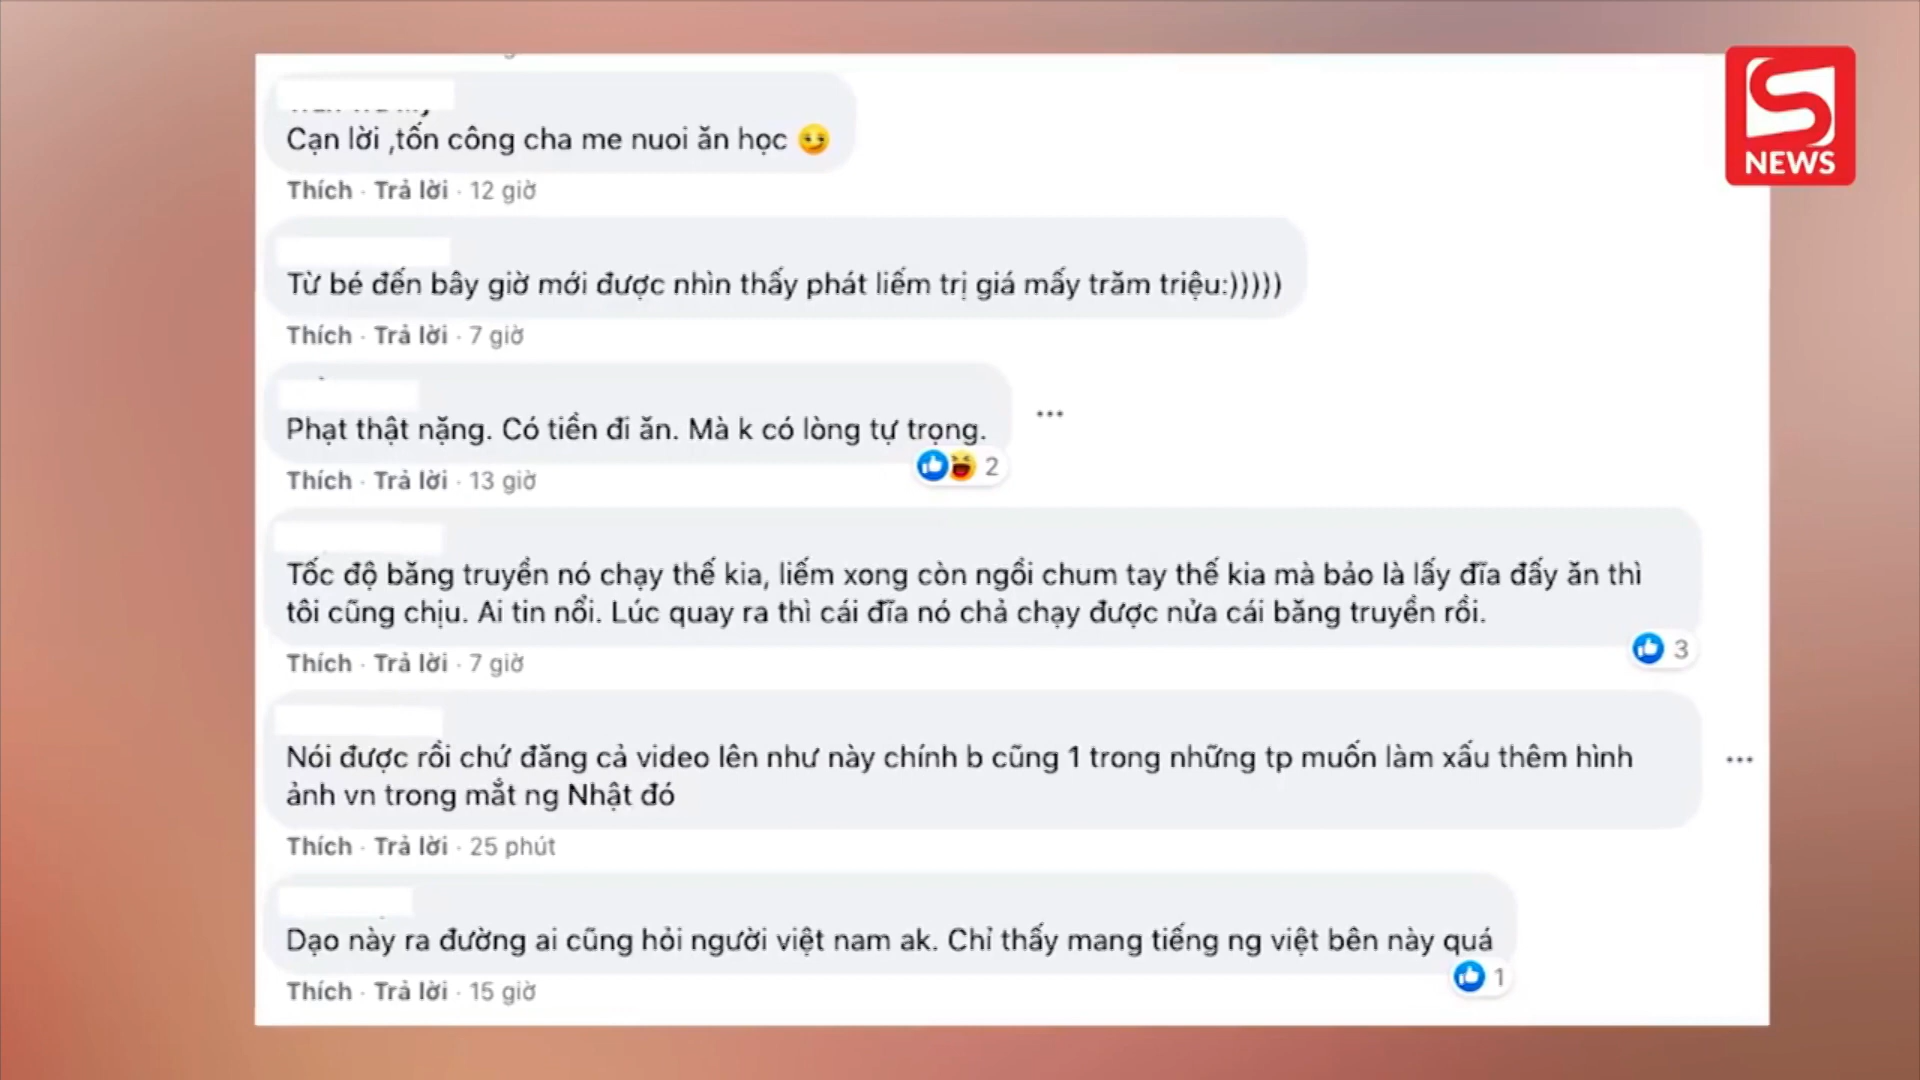 S
NEWS
Cạn lời ,tốn công cha me nuoi ăn học 😏
Thích · Trả lời · 12 giờ
Từ bé đến bây giờ mới được nhìn thấy phát liếm trị giá mấy trăm triệu:)))))
Thích · Trả lời · 7 giờ
Phạt thật nặng. Có tiền đi ăn. Mà k có lòng tự trọng.
2
Thích · Trả lời · 13 giờ
Tốc độ băng truyền nó chạy thế kia, liếm xong còn ngồi chum tay thế kia mà bảo là lấy đĩa đấy ăn thì
tôi cũng chịu. Ai tin nổi. Lúc quay ra thì cái đĩa nó chả chạy được nửa cái băng truyền rồi.
3
Thích · Trả lời · 7 giờ
Nói được rồi chứ đăng cả video lên như này chính b cũng 1 trong những tp muốn làm xấu thêm hình
ảnh vn trong mắt ng Nhật đó
Thích · Trả lời · 25 phút
Dạo này ra đường ai cũng hỏi người việt nam ak. Chỉ thấy mang tiếng ng việt bên này quá
1
Thích · Trả lời · 15 giờ